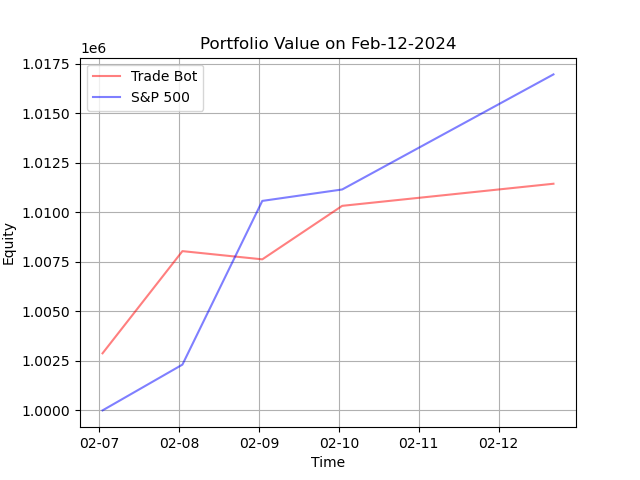 Portfolio Value on Feb-12-2024
1e6
Trade Bot
S&P 500
1.0175
1.0150
1.0125
1.0100
1.0075
1.0050
1.0025
1.0000
Equity
02-07 02-08 02-09 02-10 02-11 02-12
Time